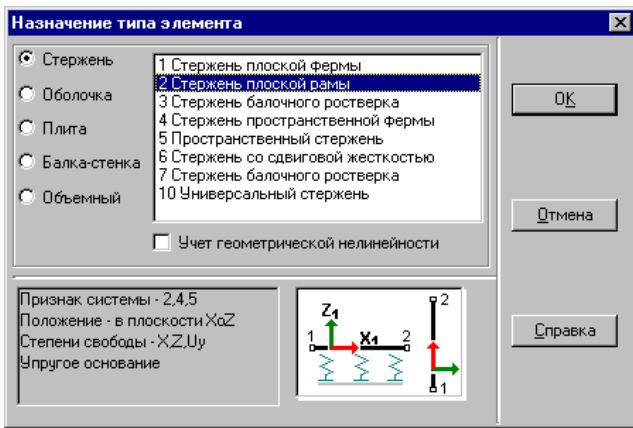 Назначение типа элемента
Стержень
Оболочка
Плита
Балка-стенка
Объемный
1 Стержень плоской фермы
2 Стержень плоской рамы
3 Стержень балочного ростверка
4 Стержень пространственной фермы
5 Пространственный стержень
6 Стержень со сдвиговой жесткостью
7 Стержень балочного ростверка
10 Универсальный стержень
Учет геометрической нелинейности
OK
Отмена
Справка
Признак системы - 2,4,5
Положение - в плоскости XoZ
Степени свободы - X,Z,Uy
Упругое основание
Z1
1 X1 2
2
1